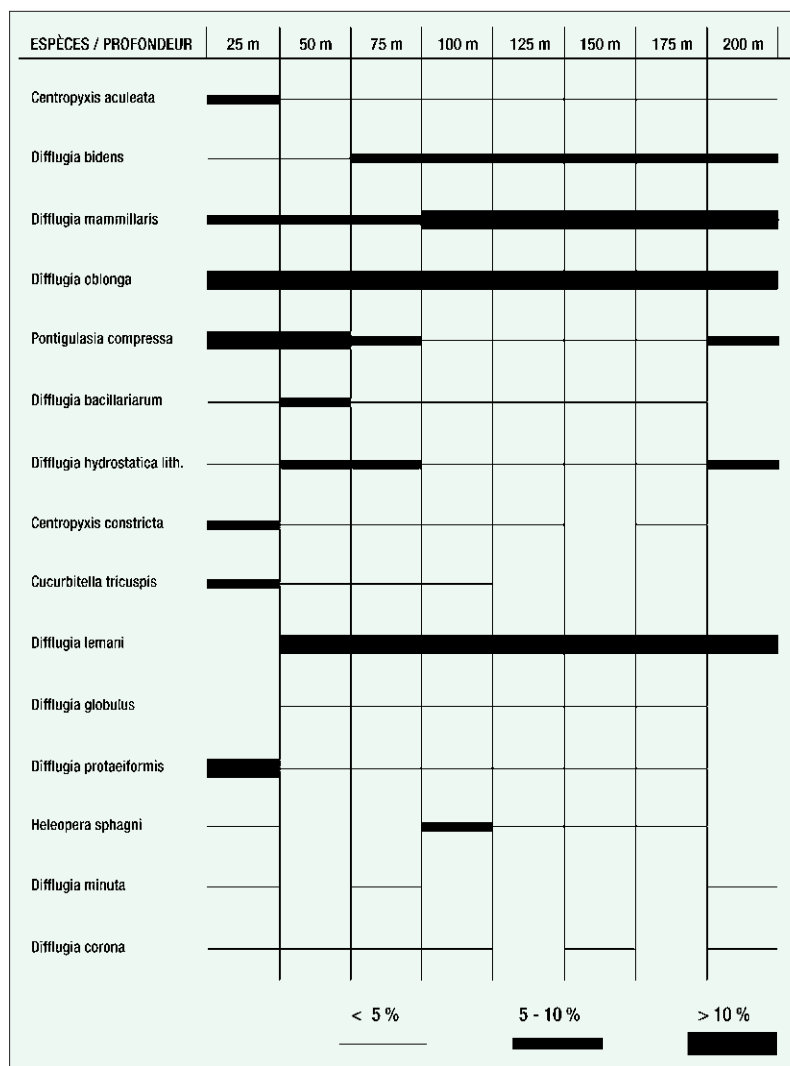 ESPÈCES / PROFONDEUR 25 m 50 m 75 m 100 m 125 m 150 m 175 m 200 m
Centropyxis aculeata
Difflugia bidens
Difflugia mammillaris
Difflugia oblonga
Pontigulasia compressa
Difflugia bacillariarum
Difflugia hydrostatica lith.
Centropyxis constricta
Cucurbitella tricuspis
Difflugia lemani
Difflugia globulus
Difflugia protaeiformis
Heleopera sphagni
Difflugia minuta
Difflugia corona
< 5 % 5 - 10 % > 10 %